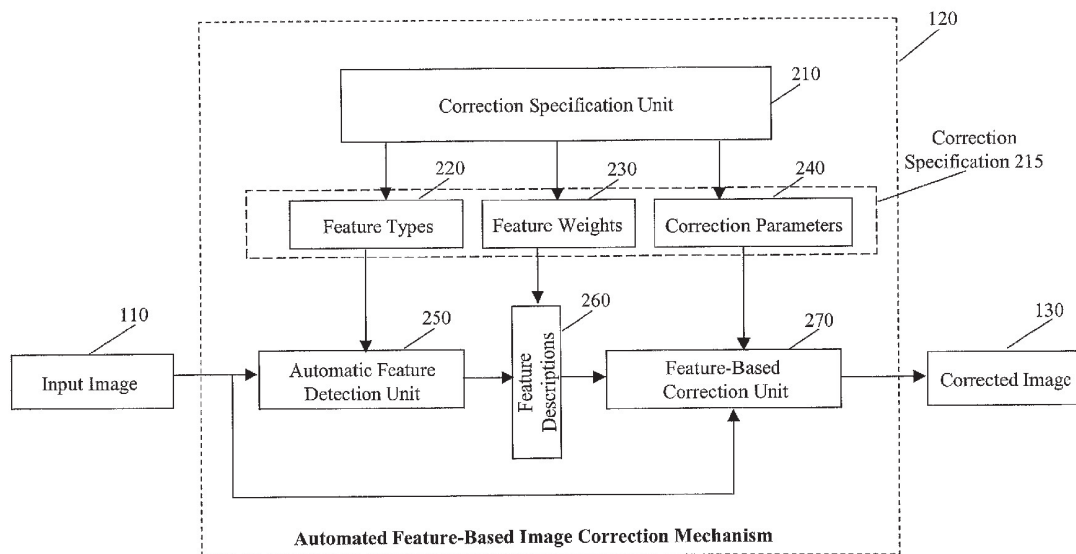 120
210
Correction Specification Unit
Correction
Specification 215
220
230
240
Feature Types
Feature Weights
Correction Parameters
110
250
260
270
130
Input Image
Automatic Feature
Detection Unit
Feature
Descriptions
Feature-Based
Correction Unit
Corrected Image
Automated Feature-Based Image Correction Mechanism